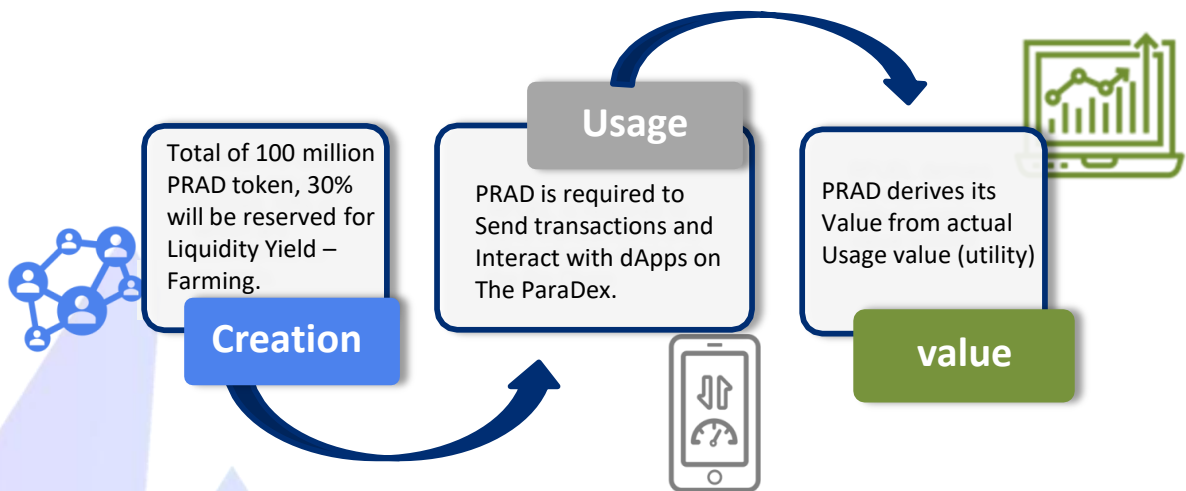 Total of 100 million
PRAD token, 30%
will be reserved for
Liquidity Yield –
Farming.
Creation
Usage
PRAD is required to
Send transactions and
Interact with dApps on
The ParaDex.
PRAD derives its
Value from actual
Usage value (utility)
value